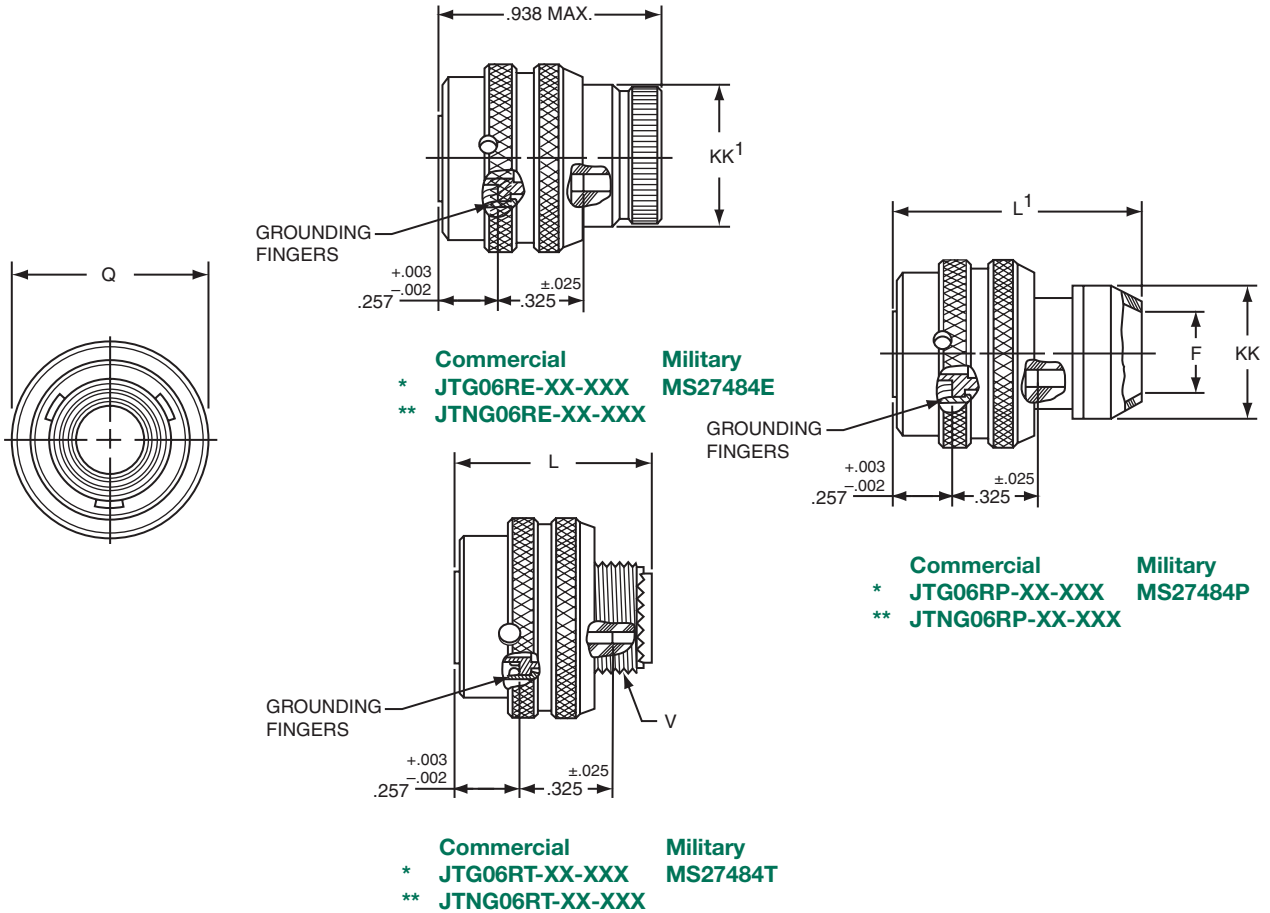 .938 MAX.
KK1
GROUNDING
FINGERS
+.003
–.002
.257
±.025
.325
Commercial Military
* JTG06RE-XX-XXX MS27484E
** JTNG06RE-XX-XXX
Q
L1
F
KK
GROUNDING
FINGERS
+.003
–.002
.257
±.025
.325
Commercial Military
* JTG06RP-XX-XXX MS27484P
** JTNG06RP-XX-XXX
L
GROUNDING
FINGERS
V
+.003
–.002
.257
±.025
.325
Commercial Military
* JTG06RT-XX-XXX MS27484T
** JTNG06RT-XX-XXX